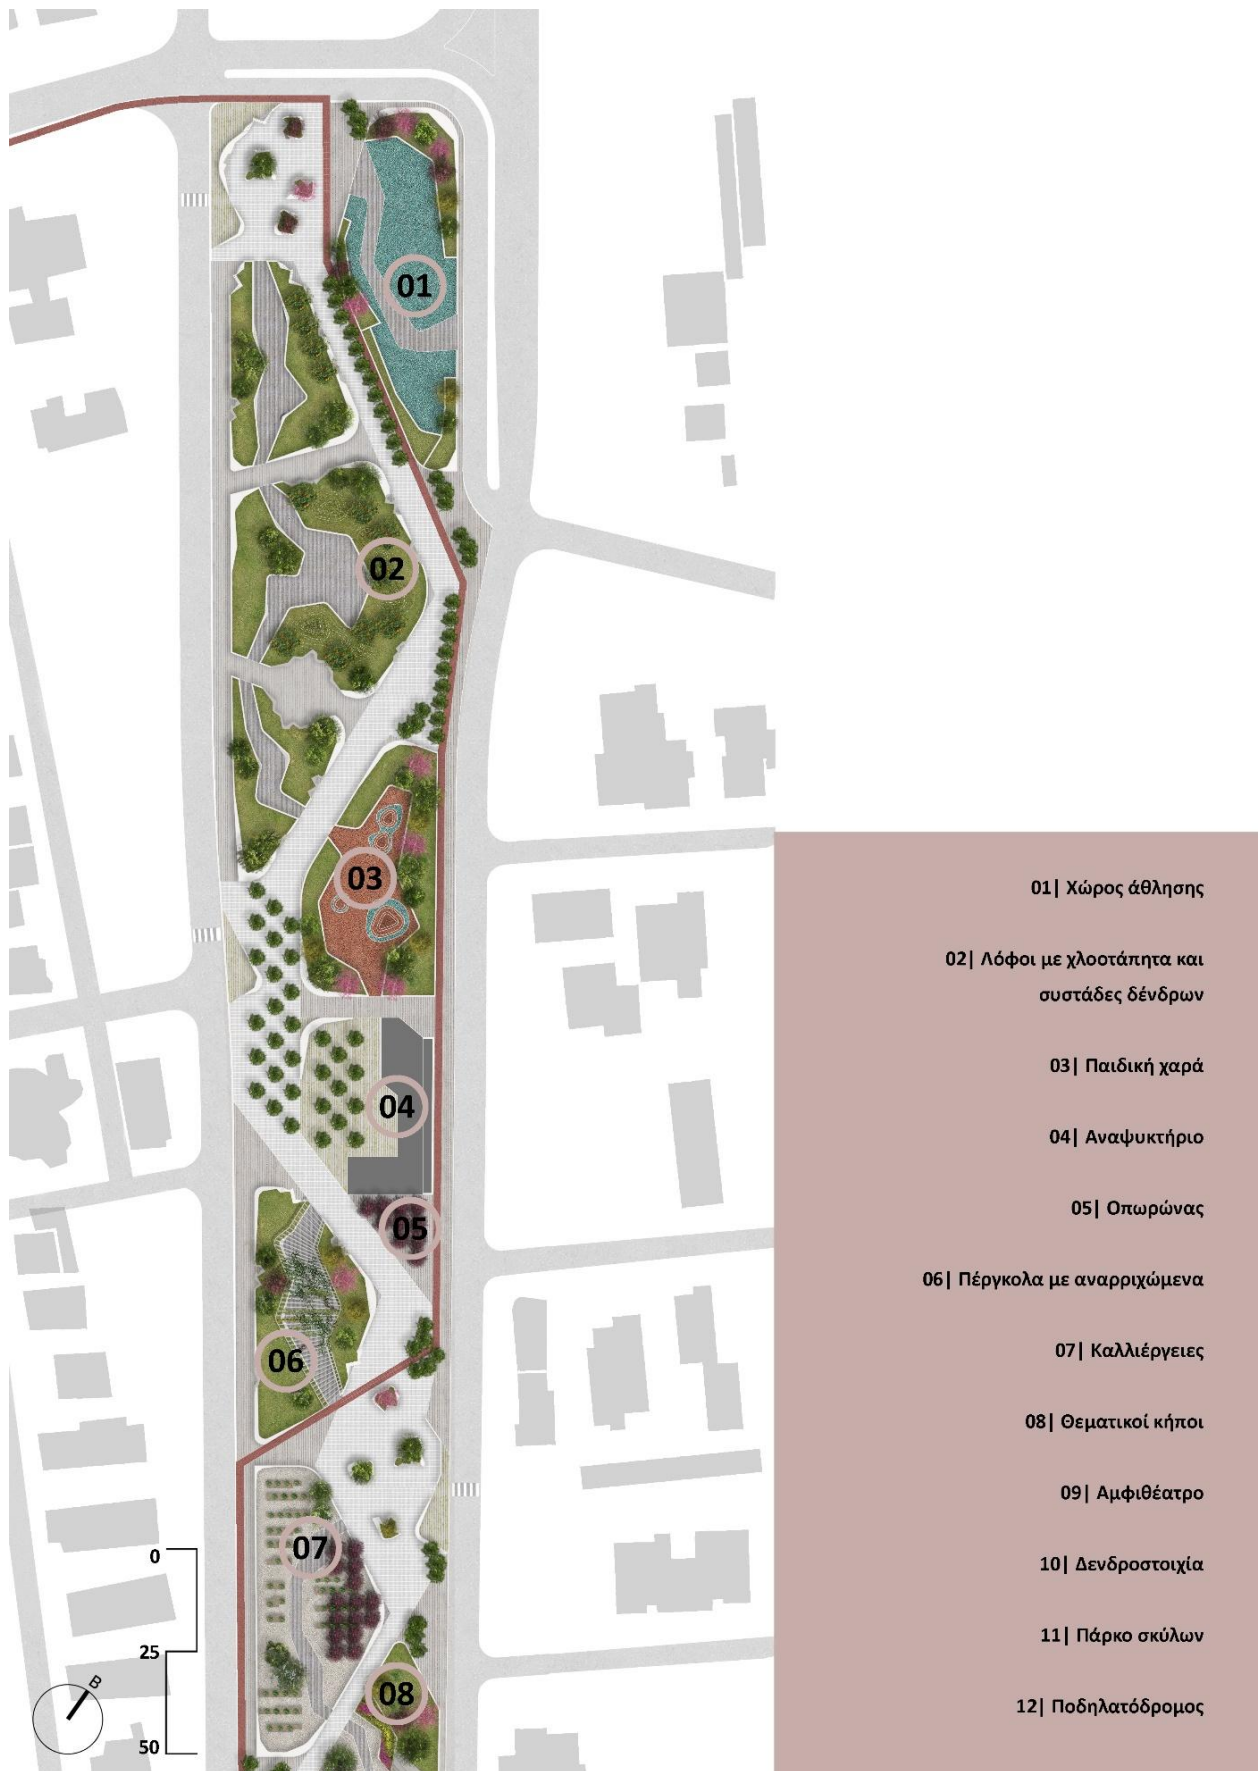 01
02
03
04
05
06
07
08
0
25
50
B
01| Χώρος άθλησης
02| Λόφοι με χλοοτάπητα και
συστάδες δένδρων
03| Παιδική χαρά
04| Αναψυκτήριο
05| Οπωρώνας
06| Πέργκολα με αναρριχώμενα
07| Καλλιέργειες
08| Θεματικοί κήποι
09| Αμφιθέατρο
10| Δενδροστοιχία
11| Πάρκο σκύλων
12| Ποδηλατόδρομος